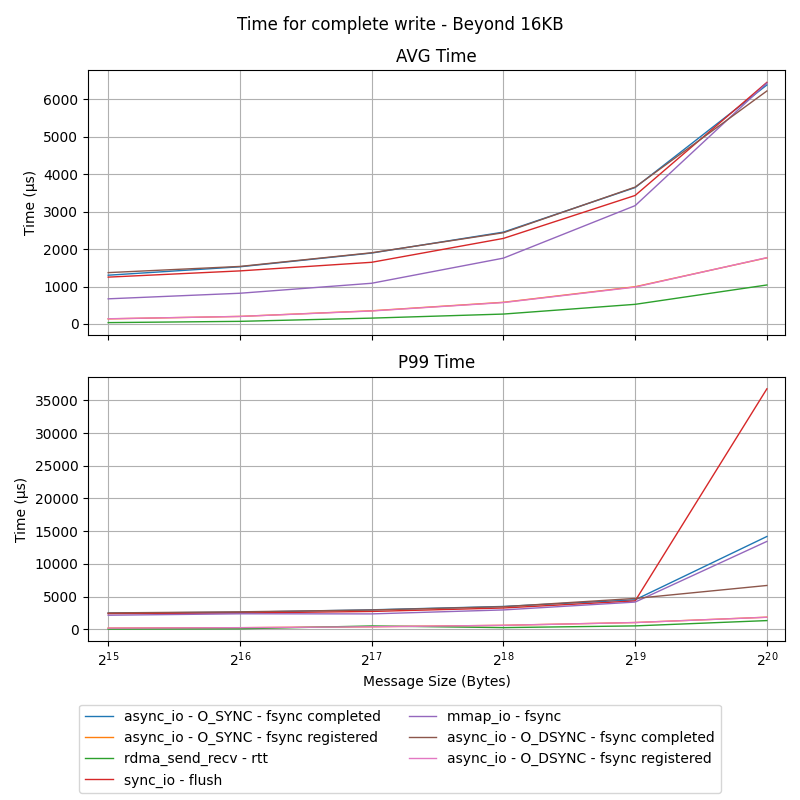 Time for complete write - Beyond 16KB
AVG Time
6000
5000
4000
3000
2000
1000
0
Time (μs)
P99 Time
35000
30000
25000
20000
15000
10000
5000
0
Time (μs)
2^15 2^16 2^17 2^18 2^19 2^20
Message Size (Bytes)
async_io - O_SYNC - fsync completed
async_io - O_SYNC - fsync registered
rdma_send_recv - rtt
sync_io - flush
mmap_io - fsync
async_io - O_DSYNC - fsync completed
async_io - O_DSYNC - fsync registered